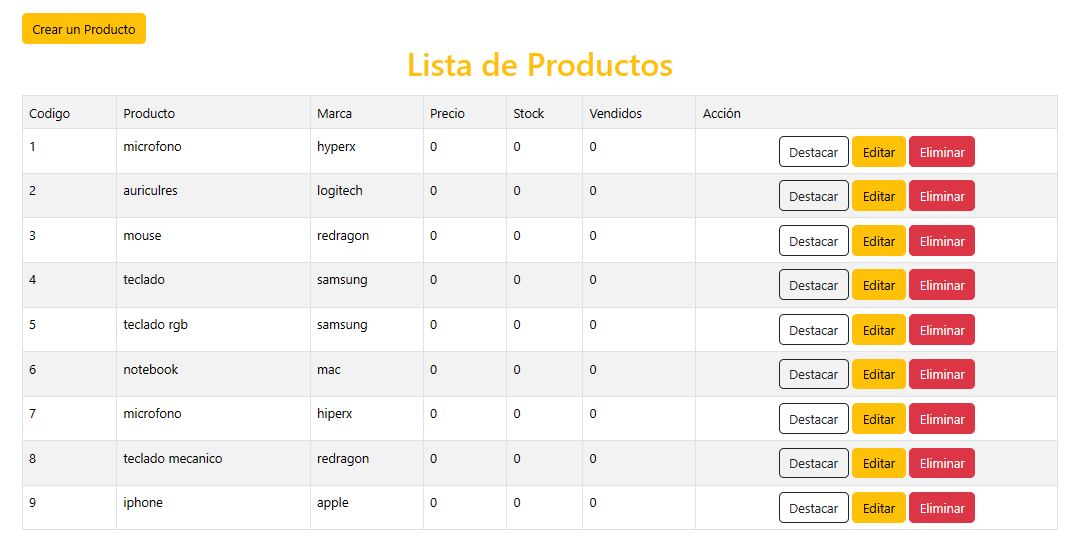 Crear un Producto
Lista de Productos
Codigo Producto Marca Precio Stock Vendidos Acción
1 microfono hyperx 0 0 0 Destacar Editar Eliminar
2 auriculres logitech 0 0 0 Destacar Editar Eliminar
3 mouse redragon 0 0 0 Destacar Editar Eliminar
4 teclado samsung 0 0 0 Destacar Editar Eliminar
5 teclado rgb samsung 0 0 0 Destacar Editar Eliminar
6 notebook mac 0 0 0 Destacar Editar Eliminar
7 microfono hiperx 0 0 0 Destacar Editar Eliminar
8 teclado mecanico redragon 0 0 0 Destacar Editar Eliminar
9 iphone apple 0 0 0 Destacar Editar Eliminar